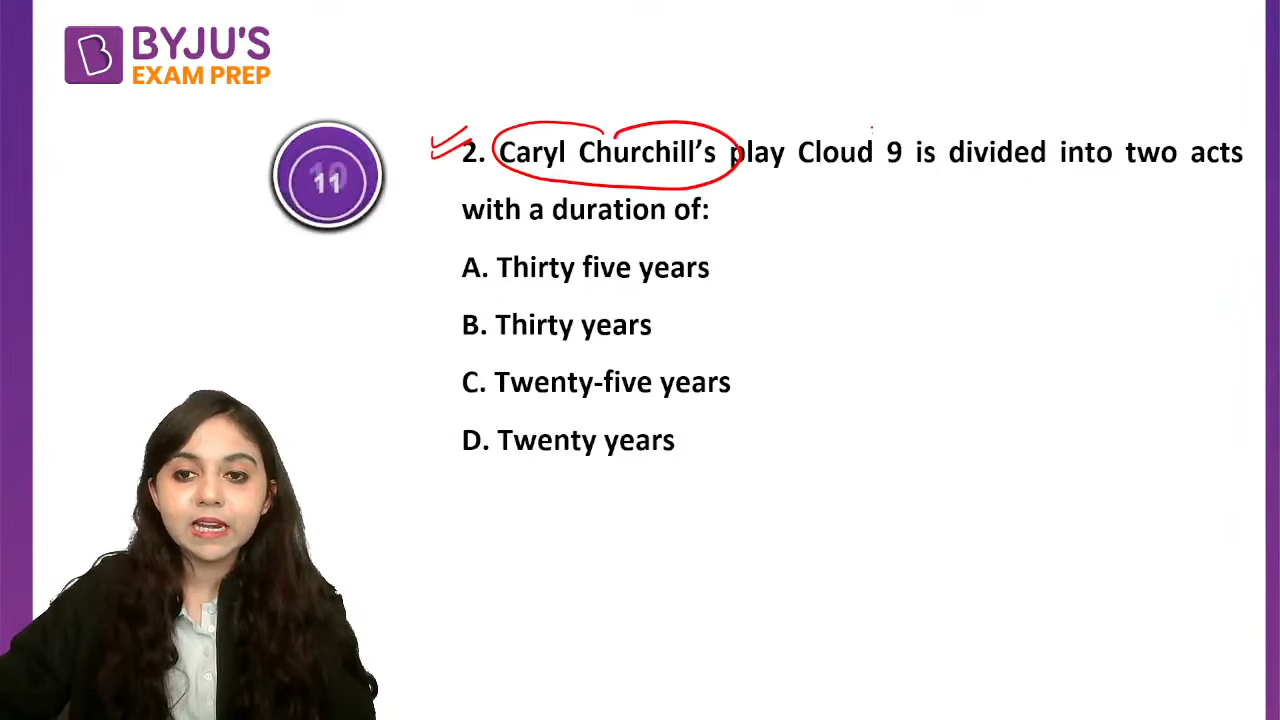 BYJU'S
EXAM PREP
11
2. Caryl Churchill's play Cloud 9 is divided into two acts
with a duration of:
A. Thirty five years
B. Thirty years
C. Twenty-five years
D. Twenty years